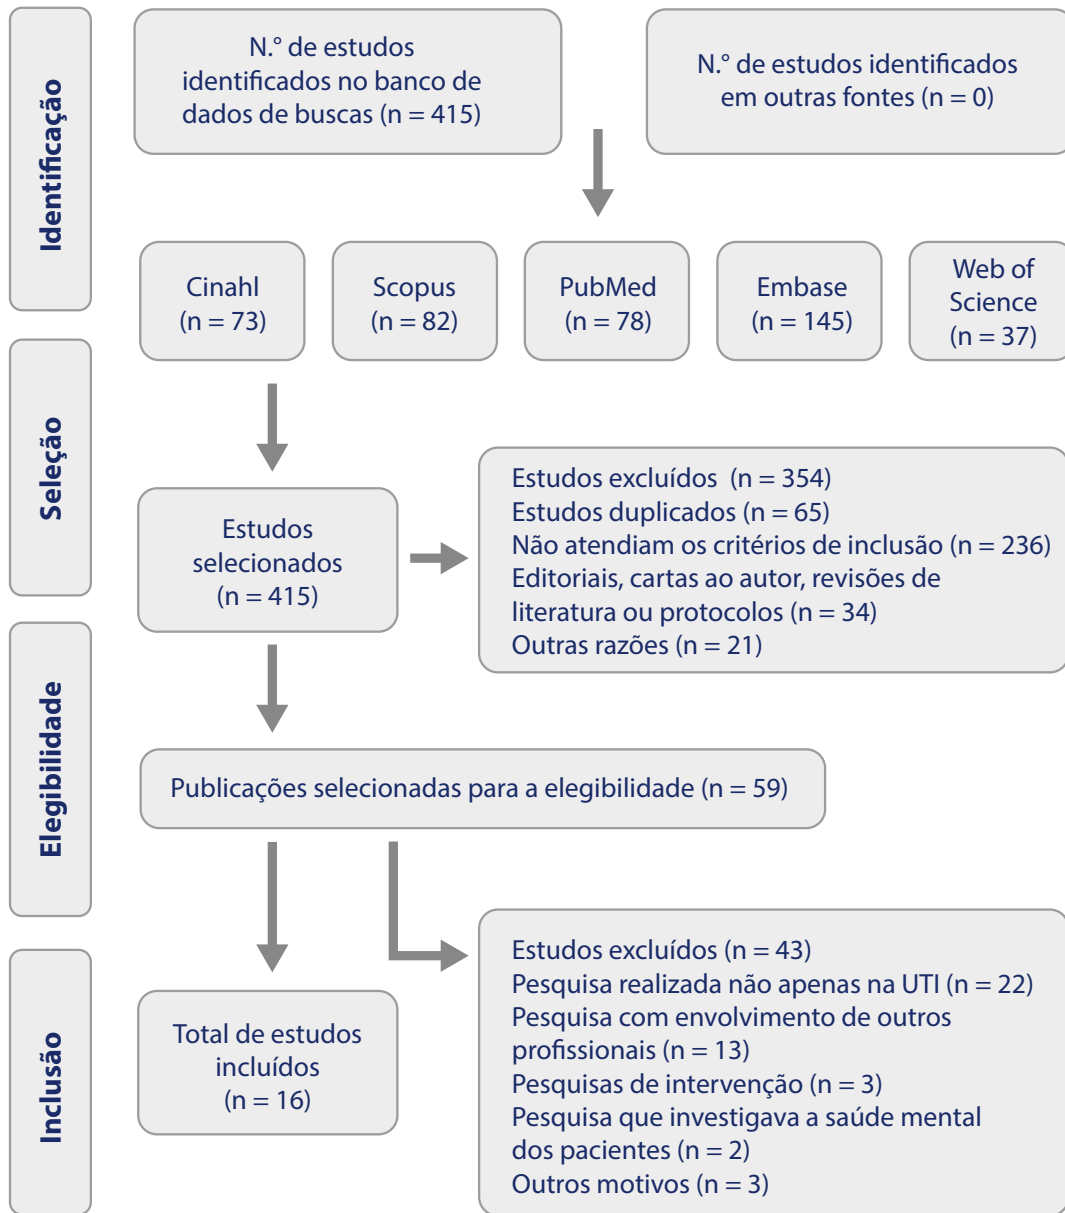 Identificação
N.° de estudos
identificados no banco de
dados de buscas (n = 415)
N.° de estudos identificados
em outras fontes (n = 0)
Cinahl
(n = 73)
Scopus
(n = 82)
PubMed
(n = 78)
Embase
(n = 145)
Web of
Science
(n = 37)
Seleção
Estudos
selecionados
(n = 415)
Estudos excluídos (n = 354)
Estudos duplicados (n = 65)
Não atendiam os critérios de inclusão (n = 236)
Editoriais, cartas ao autor, revisões de
literatura ou protocolos (n = 34)
Outras razões (n = 21)
Elegibilidade
Publicações selecionadas para a elegibilidade (n = 59)
Inclusão
Total de estudos
incluídos
(n = 16)
Estudos excluídos (n = 43)
Pesquisa realizada não apenas na UTI (n = 22)
Pesquisa com envolvimento de outros
profissionais (n = 13)
Pesquisas de intervenção (n = 3)
Pesquisa que investigava a saúde mental
dos pacientes (n = 2)
Outros motivos (n = 3)